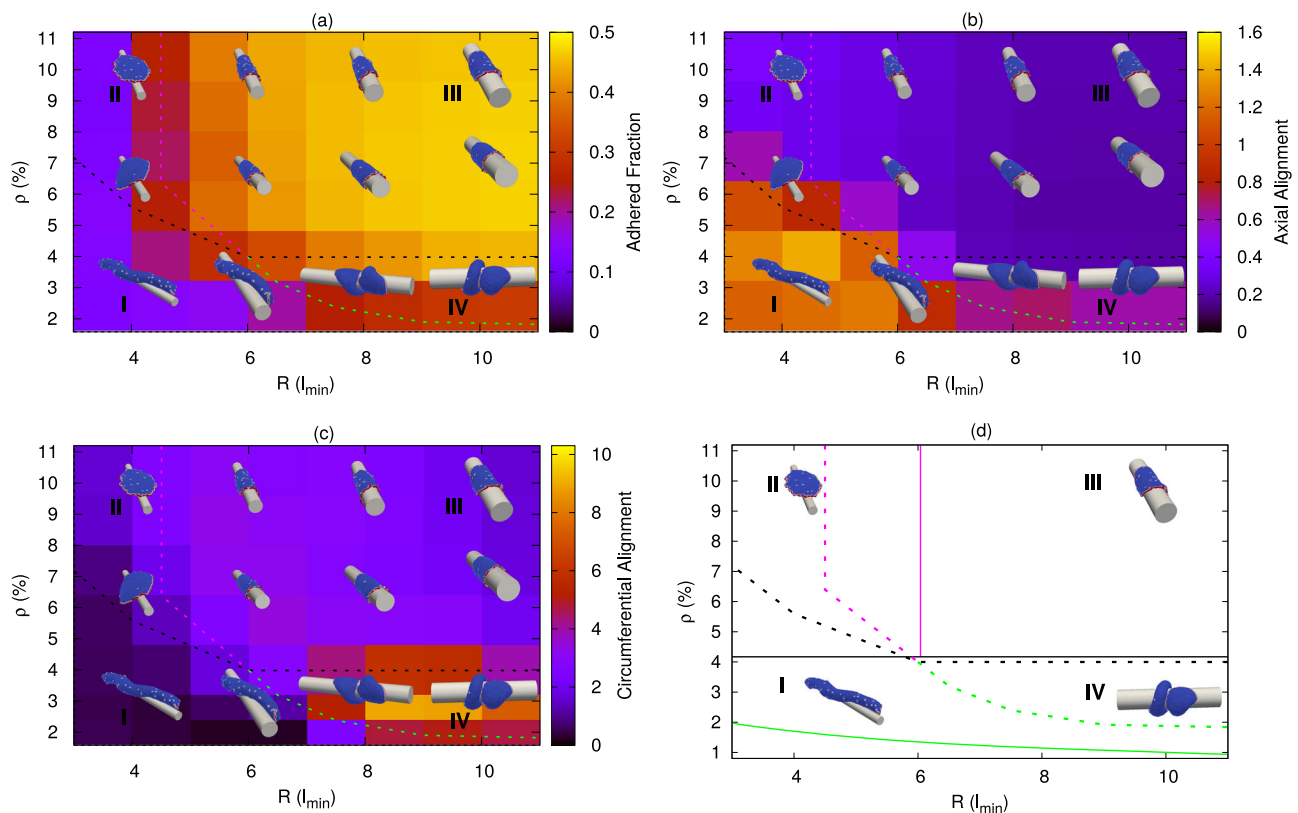 (a)
11
10
9
8
7
6
5
4
3
2
ρ (%)
II
III
I
IV
4
6
8
10
R (l_min)
0.5
0.4
0.3
0.2
0.1
0
Adhered Fraction
(b)
11
10
9
8
7
6
5
4
3
2
ρ (%)
II
III
I
IV
4
6
8
10
R (l_min)
1.6
1.4
1.2
1
0.8
0.6
0.4
0.2
0
Axial Alignment
(c)
11
10
9
8
7
6
5
4
3
2
ρ (%)
II
III
I
IV
4
6
8
10
R (l_min)
10
8
6
4
2
0
Circumferential Alignment
(d)
11
10
9
8
7
6
5
4
3
2
1
ρ (%)
II
III
I
IV
4
6
8
10
R (l_min)